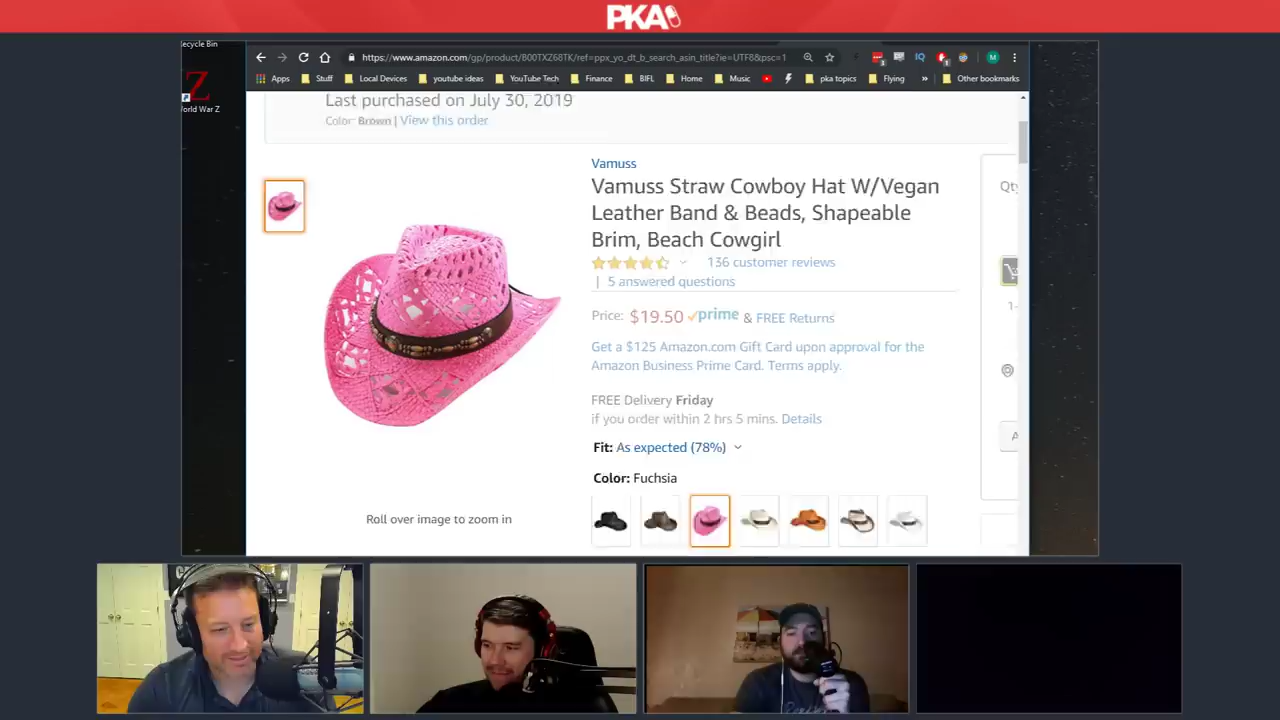 PKA
ecycle Bin
orld War Z
https://www.amazon.com/gp/product/B00TXZ68TK/ref=ppx_yo_dt_b_search_asin_title?ie=UTF8&psc=1
M
Apps Stuff Local Devices youtube ideas YouTube Tech Finance BIFL Home Music pka topics Flying » Other bookmarks
Last purchased on July 30, 2019
Color: Brown | View this order
Vamuss
Vamuss Straw Cowboy Hat W/Vegan
Leather Band & Beads, Shapeable
Brim, Beach Cowgirl
136 customer reviews
| 5 answered questions
Price: $19.50 prime & FREE Returns
Get a $125 Amazon.com Gift Card upon approval for the
Amazon Business Prime Card. Terms apply.
FREE Delivery Friday
if you order within 2 hrs 5 mins. Details
Fit: As expected (78%)
Color: Fuchsia
Roll over image to zoom in
Qty
1-
A